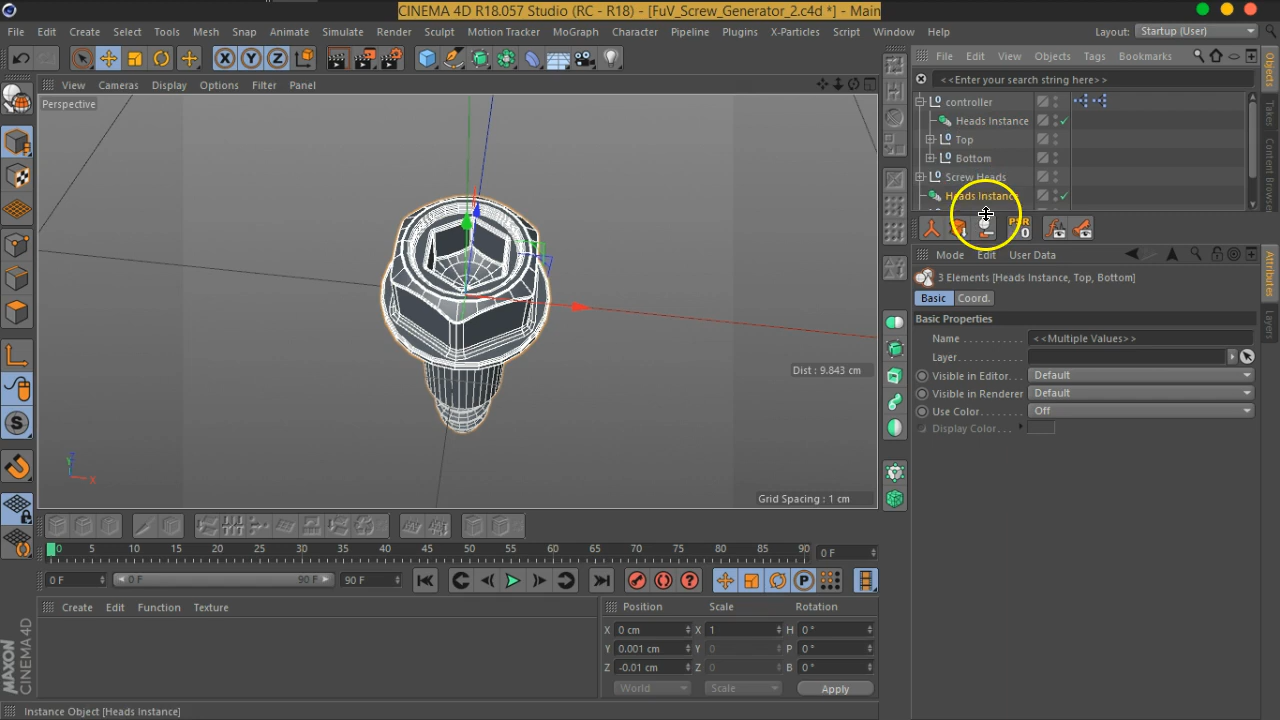 CINEMA 4D R18.057 Studio (RC - R18) - [FuV_Screw_Generator_2.c4d *] - Main
File Edit Create Select Tools Mesh Snap Animate Simulate Render Sculpt Motion Tracker MoGraph Character Pipeline Plugins X-Particles Script Window Help Layout: Startup (User)
X Y Z
File Edit View Objects Tags Bookmarks
View Cameras Display Options Filter Panel
<<Enter your search string here>>
Perspective
controller
Heads Instance
Top
Bottom
Screw Heads
Heads Instance
PSR
0
Mode Edit User Data
3 Elements [Heads Instance, Top, Bottom]
Basic Coord.
Basic Properties
Name <<Multiple Values>>
Layer
Visible in Editor Default
Visible in Renderer Default
Use Color Off
Display Color
Objects
Takes
Content Browser
Attributes
Layers
Dist : 9.843 cm
Y
X
Grid Spacing : 1 cm
0 5 10 15 20 25 30 35 40 45 50 55 60 65 70 75 80 85 90 0 F
0 F 0 F 90 F 90 F
Create Edit Function Texture
Position Scale Rotation
X 0 cm X 1 H 0 °
Y 0.001 cm Y 0 P 0 °
Z -0.01 cm Z 0 B 0 °
World Scale Apply
MAXON
CINEMA 4D
Instance Object [Heads Instance]